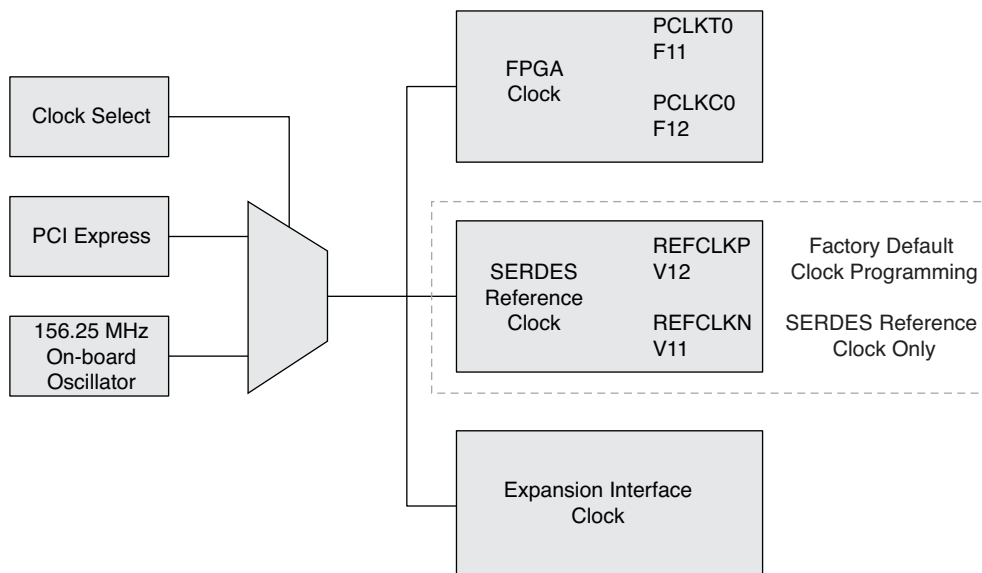 Clock Select
PCI Express
156.25 MHz
On-board
Oscillator
FPGA
Clock
PCLKT0
F11
PCLKC0
F12
SERDES
Reference
Clock
REFCLKP
V12
REFCLKN
V11
Factory Default
Clock Programming
SERDES Reference
Clock Only
Expansion Interface
Clock